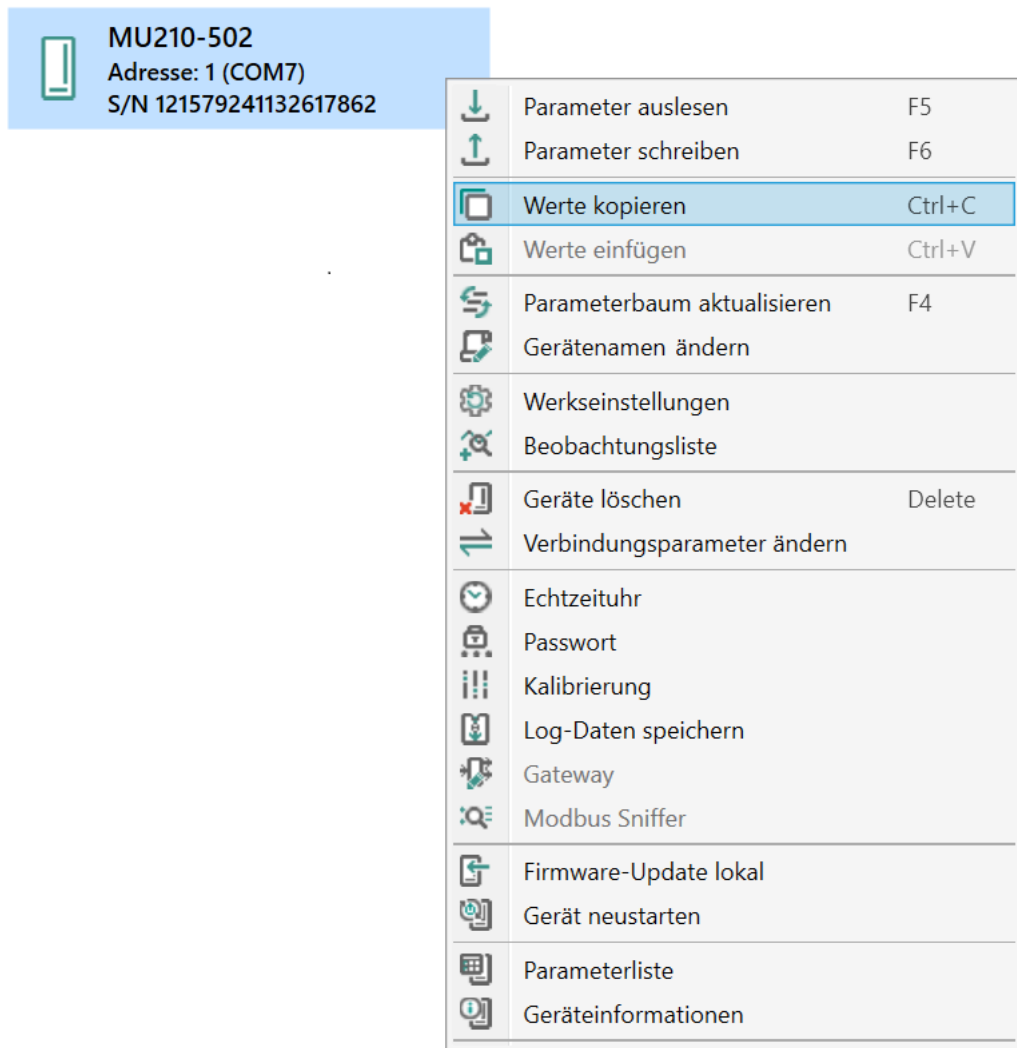 MU210-502
Adresse: 1 (COM7)
S/N 121579241132617862
Parameter auslesen F5
Parameter schreiben F6
Werte kopieren Ctrl+C
Werte einfügen Ctrl+V
Parameterbaum aktualisieren F4
Gerätenamen ändern
Werkseinstellungen
Beobachtungsliste
Geräte löschen Delete
Verbindungsparameter ändern
Echtzeituhr
Passwort
Kalibrierung
Log-Daten speichern
Gateway
Modbus Sniffer
Firmware-Update lokal
Gerät neustarten
Parameterliste
Geräteinformationen